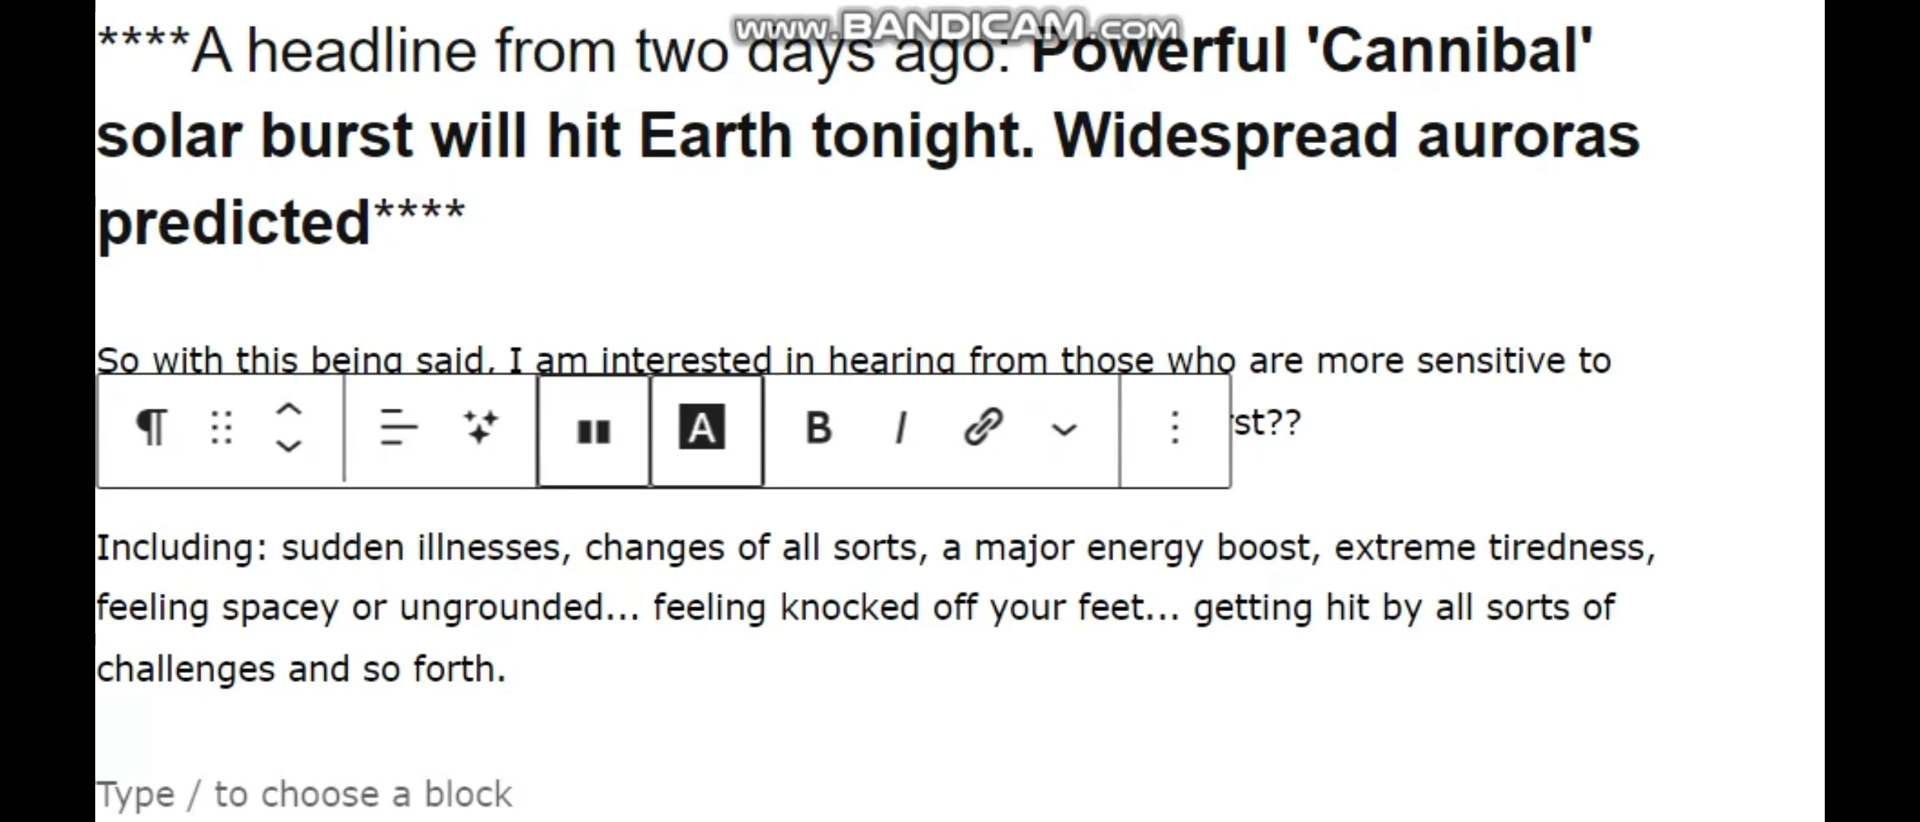 www.BANDICAM.com
****A headline from two days ago: Powerful 'Cannibal'
solar burst will hit Earth tonight. Widespread auroras
predicted****
So with this being said, I am interested in hearing from those who are more sensitive to
st??
A B I
Including: sudden illnesses, changes of all sorts, a major energy boost, extreme tiredness,
feeling spacey or ungrounded... feeling knocked off your feet... getting hit by all sorts of
challenges and so forth.
Type / to choose a block